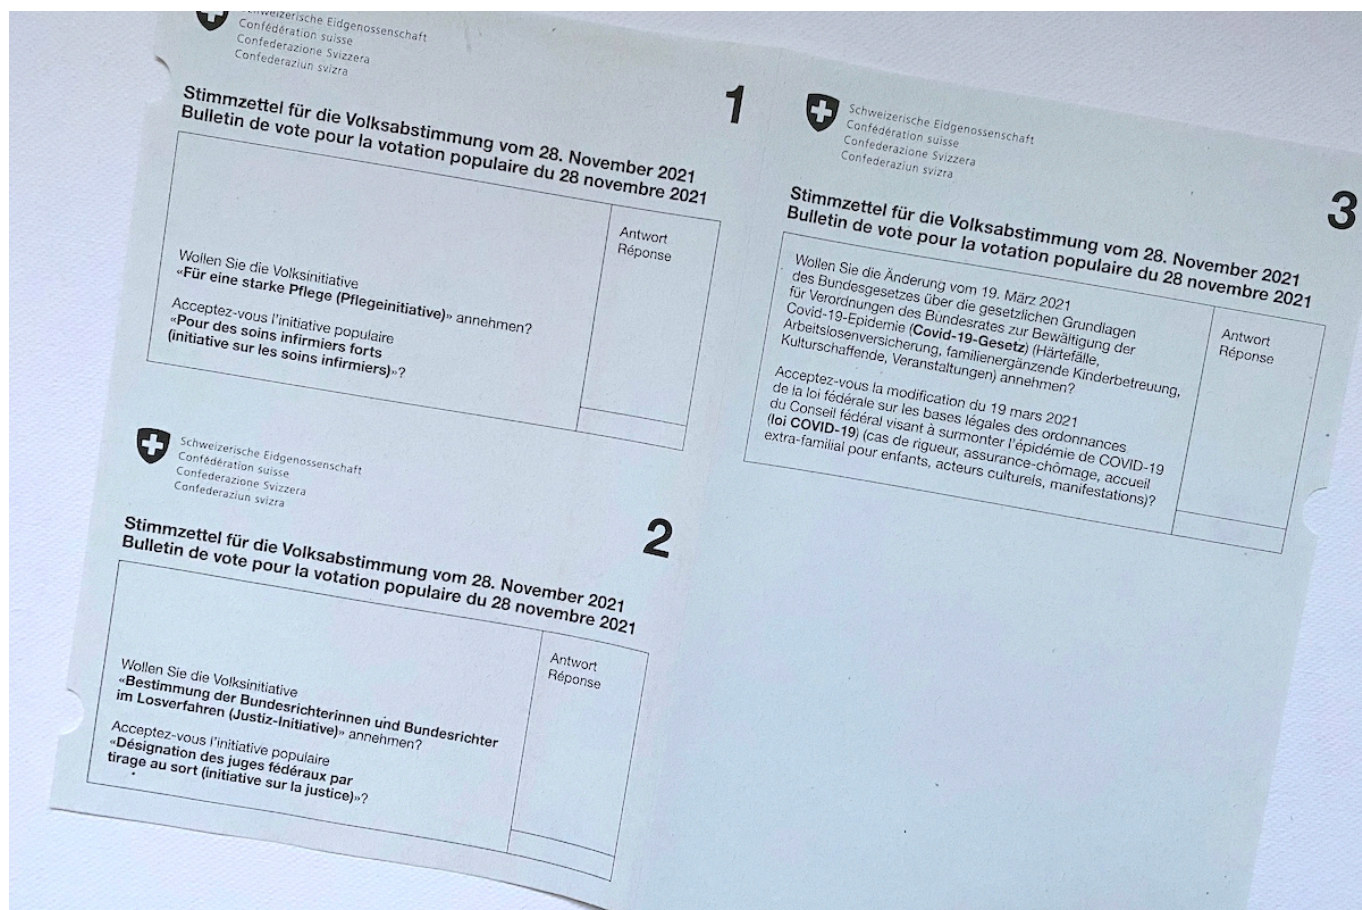 Schweizerische Eidgenossenschaft
Confédération suisse
Confederazione Svizzera
Confederaziun svizra
1
Stimmzettel für die Volksabstimmung vom 28. November 2021
Bulletin de vote pour la votation populaire du 28 novembre 2021
Antwort
Réponse
Wollen Sie die Volksinitiative
«Für eine starke Pflege (Pflegeinitiative)» annehmen?
Acceptez-vous l'initiative populaire
«Pour des soins infirmiers forts
(initiative sur les soins infirmiers)»?
Schweizerische Eidgenossenschaft
Confédération suisse
Confederazione Svizzera
Confederaziun svizra
2
Stimmzettel für die Volksabstimmung vom 28. November 2021
Bulletin de vote pour la votation populaire du 28 novembre 2021
Antwort
Réponse
Wollen Sie die Volksinitiative
«Bestimmung der Bundesrichterinnen und Bundesrichter
im Losverfahren (Justiz-Initiative)» annehmen?
Acceptez-vous l'initiative populaire
«Désignation des juges fédéraux par
tirage au sort (initiative sur la justice)»?
Schweizerische Eidgenossenschaft
Confédération suisse
Confederazione Svizzera
Confederaziun svizra
3
Stimmzettel für die Volksabstimmung vom 28. November 2021
Bulletin de vote pour la votation populaire du 28 novembre 2021
Wollen Sie die Änderung vom 19. März 2021
des Bundesgesetzes über die gesetzlichen Grundlagen
für Verordnungen des Bundesrates zur Bewältigung der
Covid-19-Epidemie (Covid-19-Gesetz) (Härtefälle,
Arbeitslosenversicherung, familienergänzende Kinderbetreuung,
Kulturschaffende, Veranstaltungen) annehmen?
Acceptez-vous la modification du 19 mars 2021
de la loi fédérale sur les bases légales des ordonnances
du Conseil fédéral visant à surmonter l'épidémie de COVID-19
(loi COVID-19) (cas de rigueur, assurance-chômage, accueil
extra-familial pour enfants, acteurs culturels, manifestations)?
Antwort
Réponse